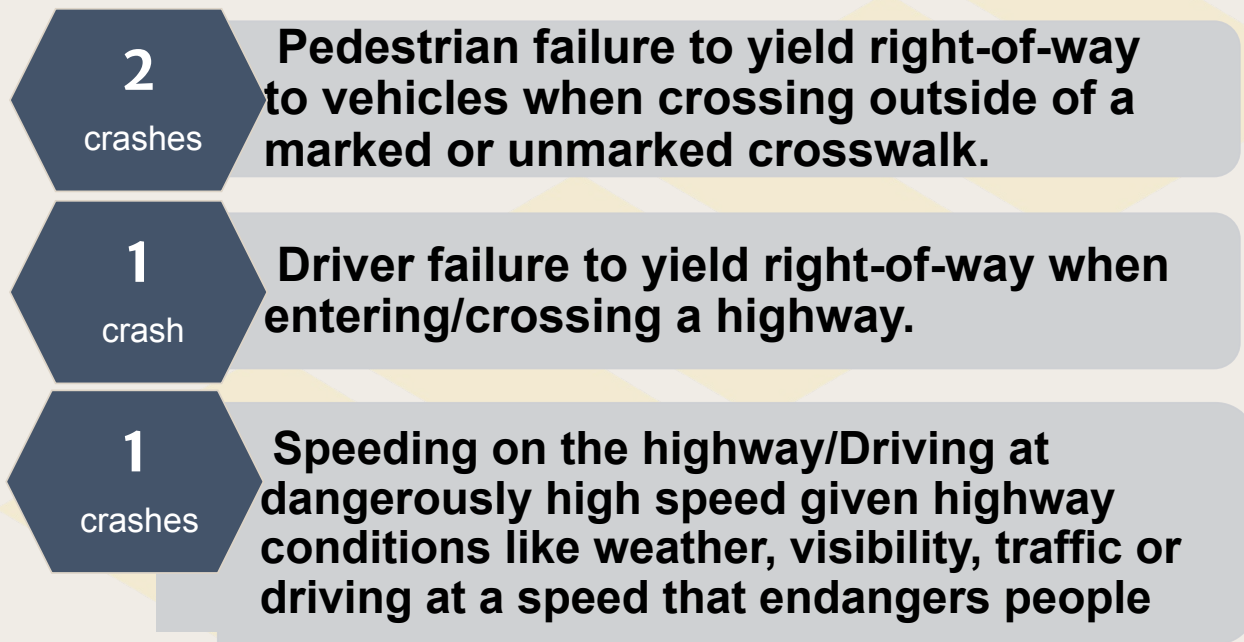 2
crashes
Pedestrian failure to yield right-of-way
to vehicles when crossing outside of a
marked or unmarked crosswalk.
1
crash
Driver failure to yield right-of-way when
entering/crossing a highway.
1
crashes
Speeding on the highway/Driving at
dangerously high speed given highway
conditions like weather, visibility, traffic or
driving at a speed that endangers people